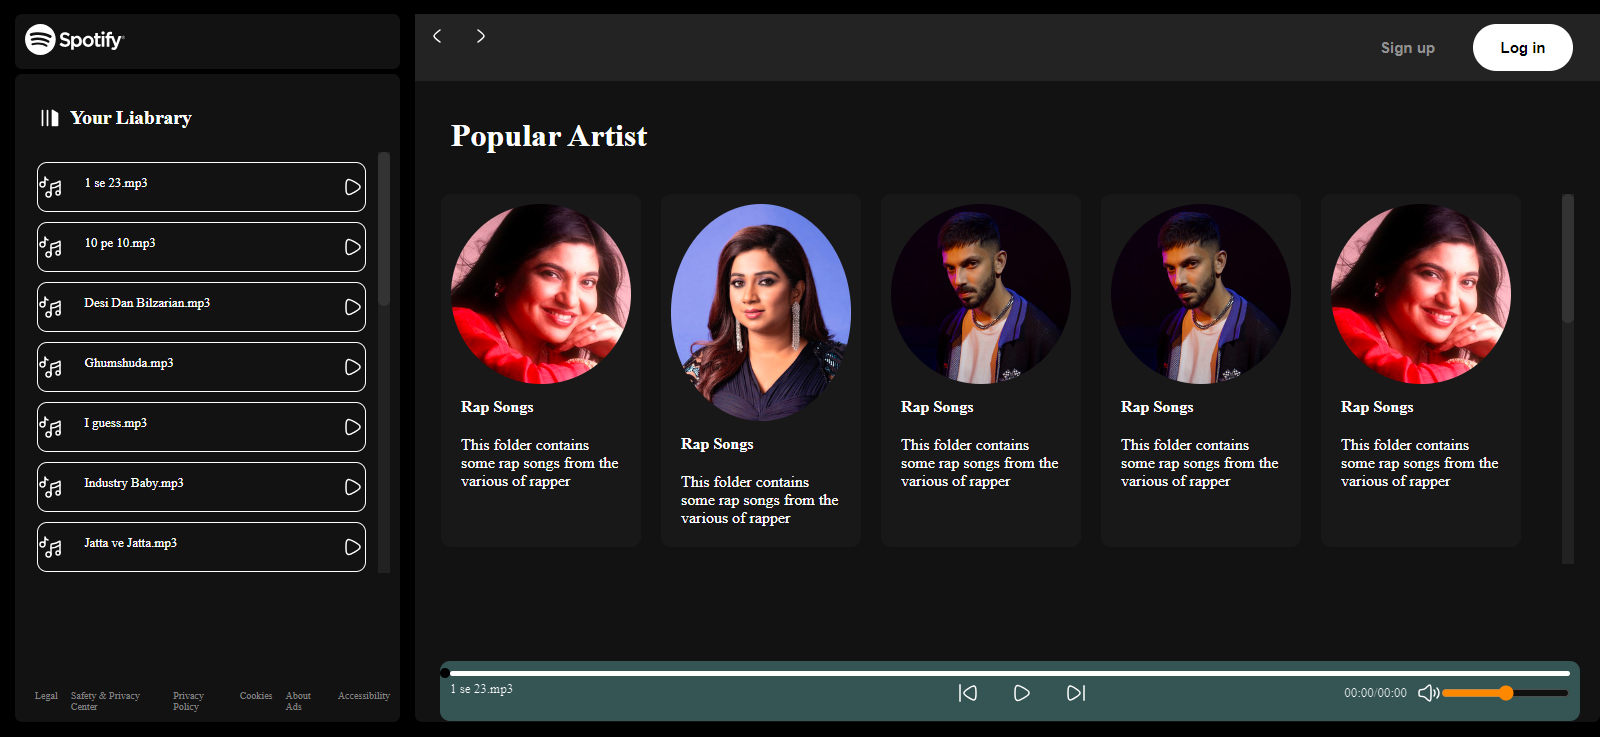 Spotify
Sign up
Log in
Your Liabrary
1 se 23.mp3
10 pe 10.mp3
Desi Dan Bilzarian.mp3
Ghumshuda.mp3
I guess.mp3
Industry Baby.mp3
Jatta ve Jatta.mp3
Legal
Safety & Privacy
Center
Privacy
Policy
Cookies
About
Ads
Accessibility
Popular Artist
Rap Songs
This folder contains
some rap songs from the
various of rapper
Rap Songs
This folder contains
some rap songs from the
various of rapper
Rap Songs
This folder contains
some rap songs from the
various of rapper
Rap Songs
This folder contains
some rap songs from the
various of rapper
Rap Songs
This folder contains
some rap songs from the
various of rapper
1 se 23.mp3
00:00/00:00